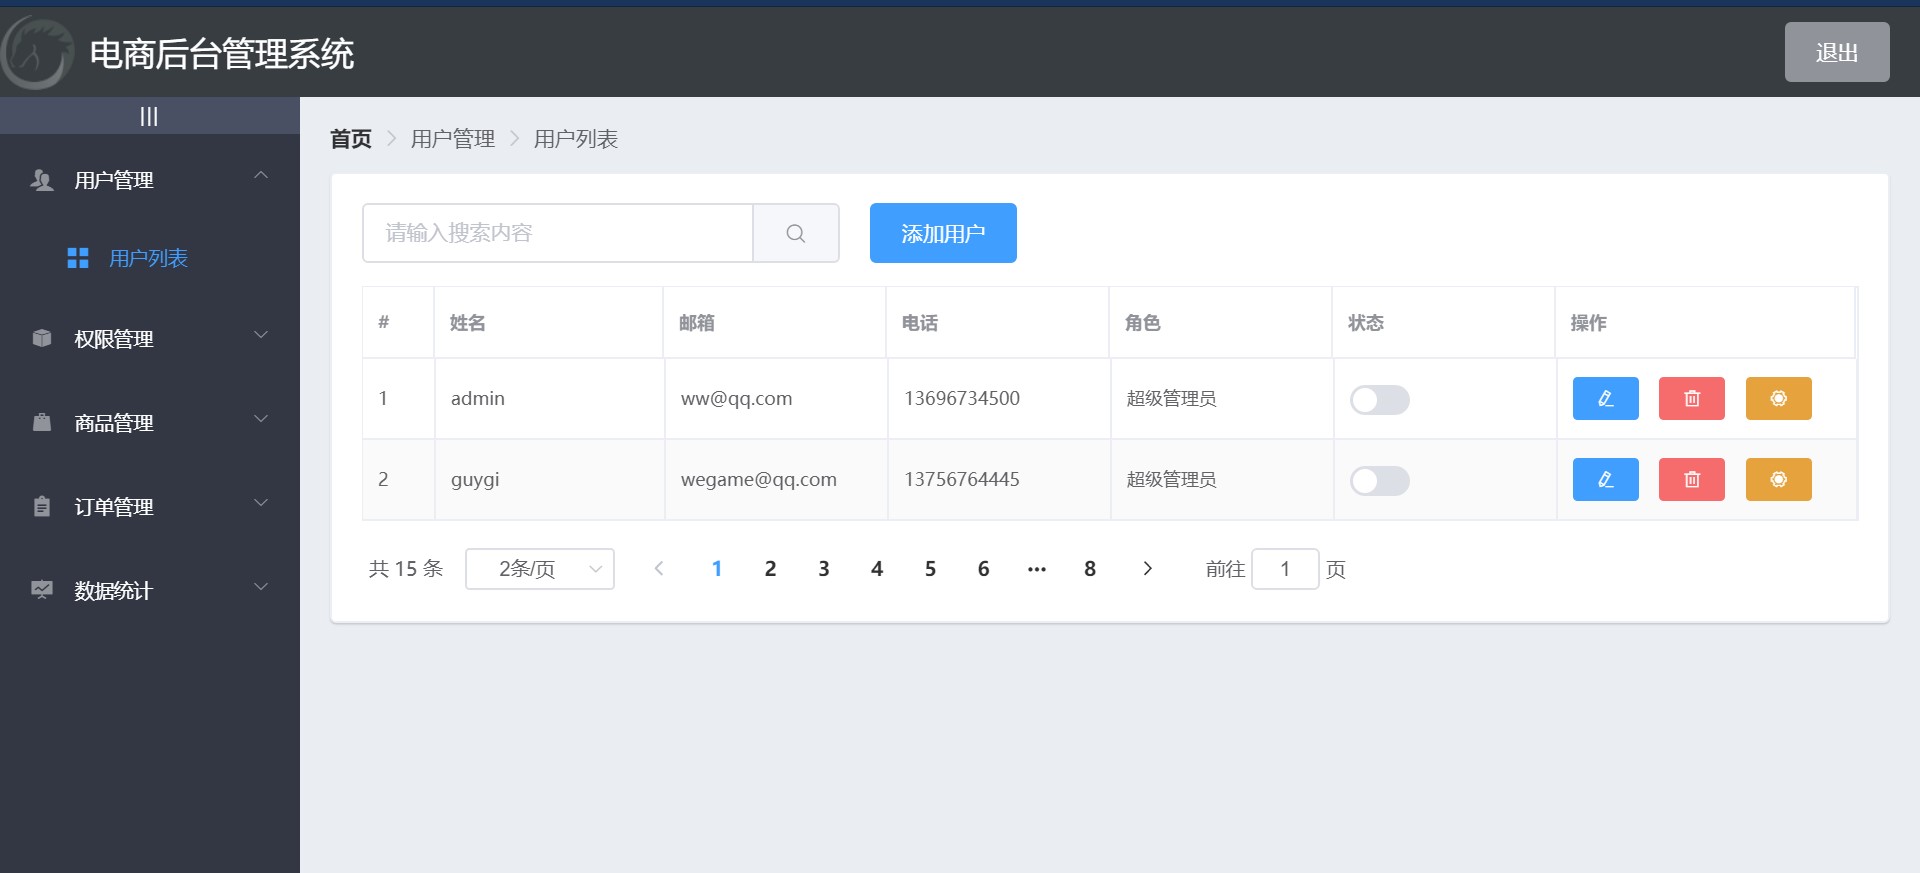 电商后台管理系统
退出
|||
用户管理
用户列表
权限管理
商品管理
订单管理
数据统计
首页 > 用户管理 > 用户列表
请输入搜索内容
添加用户
# 姓名 邮箱 电话 角色 状态 操作
1 admin ww@qq.com 13696734500 超级管理员
2 guygi wegame@qq.com 13756764445 超级管理员
共 15 条 2条/页 < 1 2 3 4 5 6 ··· 8 > 前往 1 页